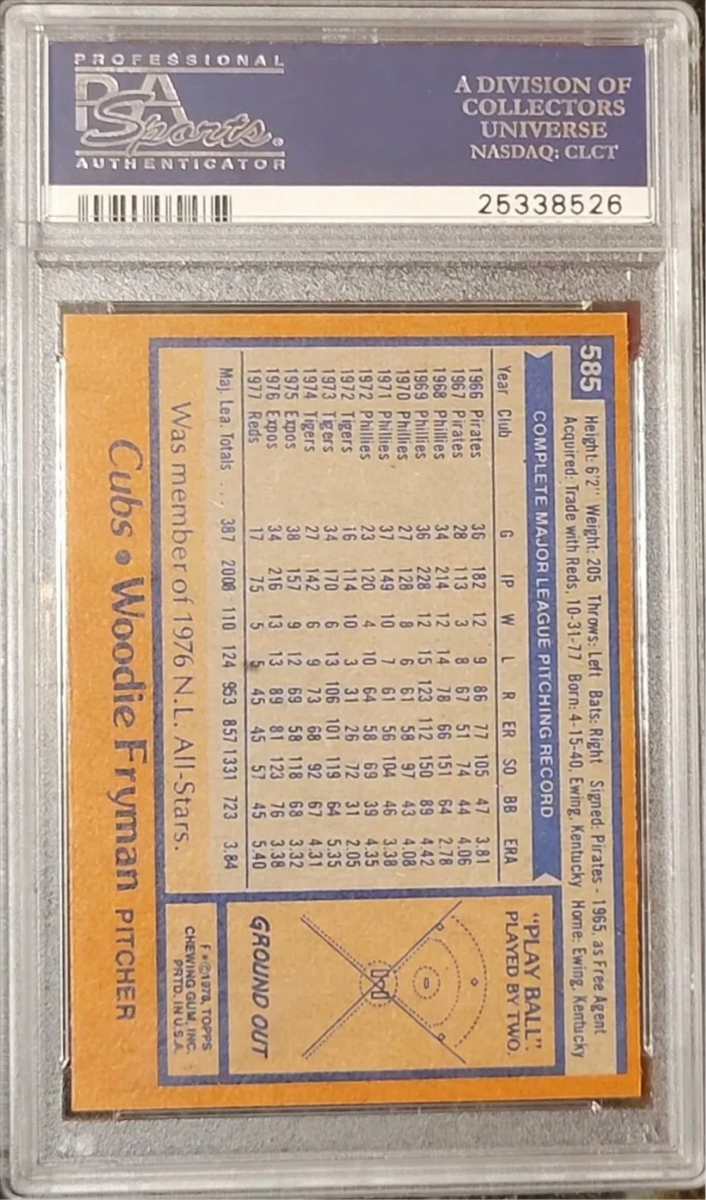 PROFESSIONAL
PSA
Sports
AUTHENTICATOR
A DIVISION OF
COLLECTORS
UNIVERSE
NASDAQ: CLCT
25338526
585
Height: 6'2" Weight: 205 Throws: Left Bats: Right Signed: Pirates - 1965, as Free Agent
Acquired: Trade with Reds, 10-31-77 Born: 4-15-40, Ewing, Kentucky Home: Ewing, Kentucky
COMPLETE MAJOR LEAGUE PITCHING RECORD
Year Club G IP W L R ER SO BB ERA
1966 Pirates 36 182 12 9 86 77 105 47 3.81
1967 Pirates 28 113 3 8 67 51 74 44 4.06
1968 Phillies 34 214 12 14 78 66 151 64 2.78
1969 Phillies 36 228 12 15 123 112 150 89 4.42
1970 Phillies 27 128 8 6 61 58 97 43 4.08
1971 Phillies 37 149 10 7 61 56 104 46 3.38
1972 Phillies 23 120 4 10 64 58 69 39 4.35
1972 Tigers 16 114 10 3 31 26 72 31 2.05
1973 Tigers 34 170 6 13 106 101 119 64 5.35
1974 Tigers 27 142 6 9 73 68 92 67 4.31
1975 Expos 38 157 9 12 69 58 118 68 3.32
1976 Expos 34 216 13 13 89 81 123 76 3.38
1977 Reds 17 75 5 5 45 45 57 45 5.40
Maj. Lea. Totals ... 387 2008 110 124 953 857 1331 723 3.84
Was member of 1976 N.L. All-Stars.
"PLAY BALL":
PLAYED BY TWO.
GROUND OUT
F•©1978, TOPPS
CHEWING GUM, INC.
PRTD. IN U.S.A.
Cubs • Woodie Fryman PITCHER